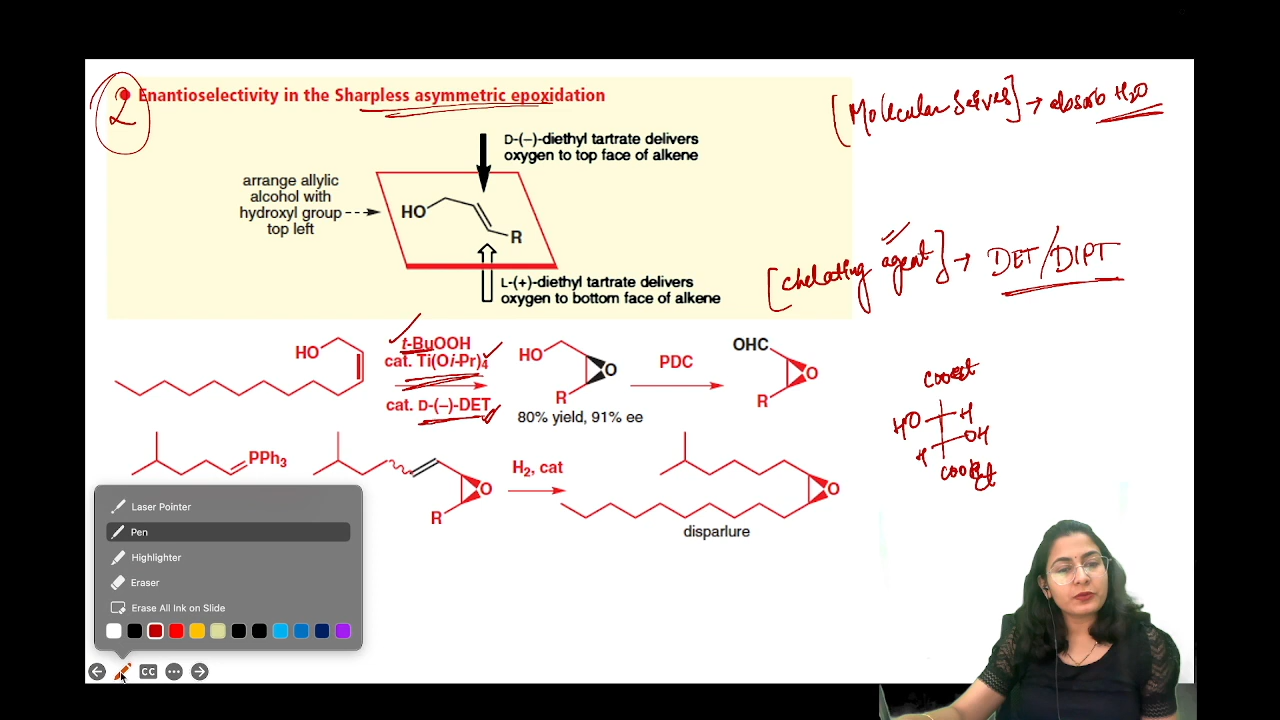 2
Enantioselectivity in the Sharpless asymmetric epoxidation
[Molecular Seives] → absorb H2O
D-(–)-diethyl tartrate delivers
oxygen to top face of alkene
arrange allylic
alcohol with
hydroxyl group
top left
HO
R
L-(+)-diethyl tartrate delivers
oxygen to bottom face of alkene
[Chelating agent] → DET/DIPT
HO
t-BuOOH
cat. Ti(Oi-Pr)4
cat. D-(–)-DET
HO
O
R
80% yield, 91% ee
PDC
OHC
O
R
COOEt
HO H
H OH
COOEt
PPh3
O
R
H2, cat
O
disparlure
Laser Pointer
Pen
Highlighter
Eraser
Erase All Ink on Slide
CC